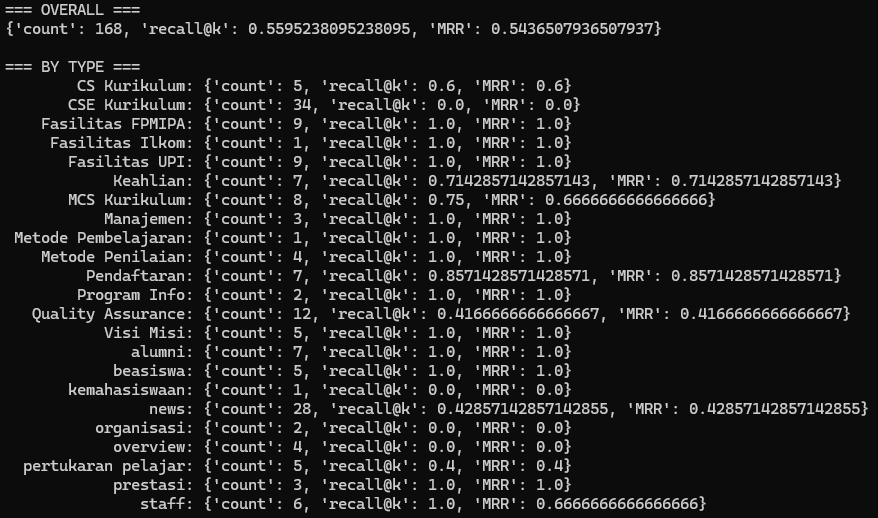 === OVERALL ===
{'count': 168, 'recall@k': 0.5595238095238095, 'MRR': 0.5436507936507937}
=== BY TYPE ===
CS Kurikulum: {'count': 5, 'recall@k': 0.6, 'MRR': 0.6}
CSE Kurikulum: {'count': 34, 'recall@k': 0.0, 'MRR': 0.0}
Fasilitas FPMIPA: {'count': 9, 'recall@k': 1.0, 'MRR': 1.0}
Fasilitas Ilkom: {'count': 1, 'recall@k': 1.0, 'MRR': 1.0}
Fasilitas UPI: {'count': 9, 'recall@k': 1.0, 'MRR': 1.0}
Keahlian: {'count': 7, 'recall@k': 0.7142857142857143, 'MRR': 0.7142857142857143}
MCS Kurikulum: {'count': 8, 'recall@k': 0.75, 'MRR': 0.6666666666666666}
Manajemen: {'count': 3, 'recall@k': 1.0, 'MRR': 1.0}
Metode Pembelajaran: {'count': 1, 'recall@k': 1.0, 'MRR': 1.0}
Metode Penilaian: {'count': 4, 'recall@k': 1.0, 'MRR': 1.0}
Pendaftaran: {'count': 7, 'recall@k': 0.8571428571428571, 'MRR': 0.8571428571428571}
Program Info: {'count': 2, 'recall@k': 1.0, 'MRR': 1.0}
Quality Assurance: {'count': 12, 'recall@k': 0.4166666666666667, 'MRR': 0.4166666666666667}
Visi Misi: {'count': 5, 'recall@k': 1.0, 'MRR': 1.0}
alumni: {'count': 7, 'recall@k': 1.0, 'MRR': 1.0}
beasiswa: {'count': 5, 'recall@k': 1.0, 'MRR': 1.0}
kemahasiswaan: {'count': 1, 'recall@k': 0.0, 'MRR': 0.0}
news: {'count': 28, 'recall@k': 0.42857142857142855, 'MRR': 0.42857142857142855}
organisasi: {'count': 2, 'recall@k': 0.0, 'MRR': 0.0}
overview: {'count': 4, 'recall@k': 0.0, 'MRR': 0.0}
pertukaran pelajar: {'count': 5, 'recall@k': 0.4, 'MRR': 0.4}
prestasi: {'count': 3, 'recall@k': 1.0, 'MRR': 1.0}
staff: {'count': 6, 'recall@k': 1.0, 'MRR': 0.6666666666666666}